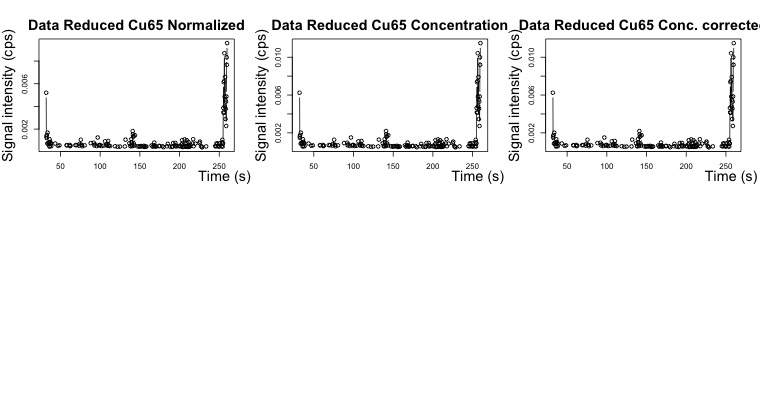 Data Reduced Cu65 Normalized
Signal intensity (cps)
0.002
0.006
50
100
150
200
250
Time (s)
Data Reduced Cu65 Concentration
Signal intensity (cps)
0.002
0.006
0.010
50
100
150
200
250
Time (s)
Data Reduced Cu65 Conc. corrected
Signal intensity (cps)
0.002
0.006
0.010
50
100
150
200
250
Time (s)